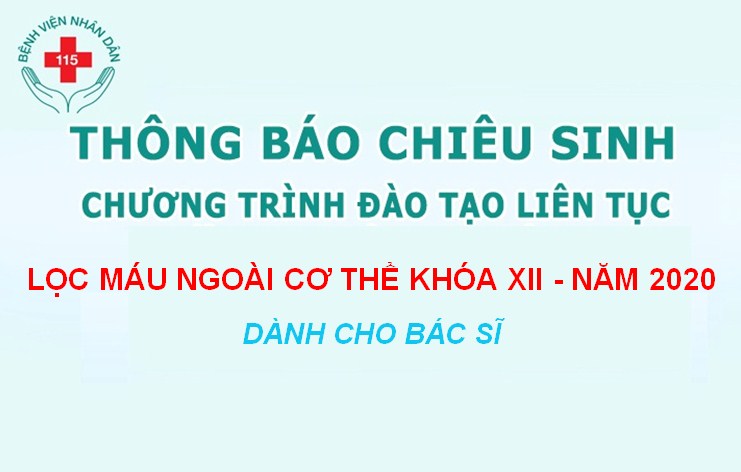 BỆNH VIỆN NHÂN DÂN
115
THÔNG BÁO CHIÊU SINH
CHƯƠNG TRÌNH ĐÀO TẠO LIÊN TỤC
LỌC MÁU NGOÀI CƠ THỂ KHÓA XII - NĂM 2020
DÀNH CHO BÁC SĨ